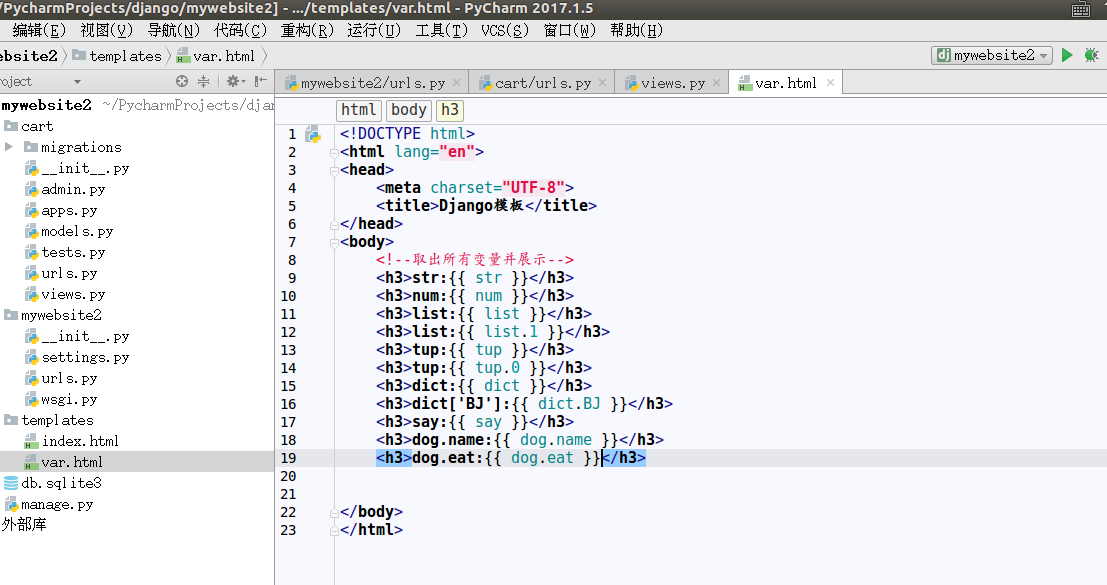 /PycharmProjects/django/mywebsite2] - .../templates/var.html - PyCharm 2017.1.5
编辑(E) 视图(V) 导航(N) 代码(C) 重构(R) 运行(U) 工具(T) VCS(S) 窗口(W) 帮助(H)
ebsite2 templates var.html mywebsite2
roject mywebsite2/urls.py cart/urls.py views.py var.html
mywebsite2 ~/PycharmProjects/djan
cart
migrations
__init__.py
admin.py
apps.py
models.py
tests.py
urls.py
views.py
mywebsite2
__init__.py
settings.py
urls.py
wsgi.py
templates
index.html
var.html
db.sqlite3
manage.py
外部库
html body h3
1 <!DOCTYPE html>
2 <html lang="en">
3 <head>
4 <meta charset="UTF-8">
5 <title>Django模板</title>
6 </head>
7 <body>
8 <!--取出所有变量并展示-->
9 <h3>str:{{ str }}</h3>
10 <h3>num:{{ num }}</h3>
11 <h3>list:{{ list }}</h3>
12 <h3>list:{{ list.1 }}</h3>
13 <h3>tup:{{ tup }}</h3>
14 <h3>tup:{{ tup.0 }}</h3>
15 <h3>dict:{{ dict }}</h3>
16 <h3>dict['BJ']:{{ dict.BJ }}</h3>
17 <h3>say:{{ say }}</h3>
18 <h3>dog.name:{{ dog.name }}</h3>
19 <h3>dog.eat:{{ dog.eat }}</h3>
20
21
22 </body>
23 </html>